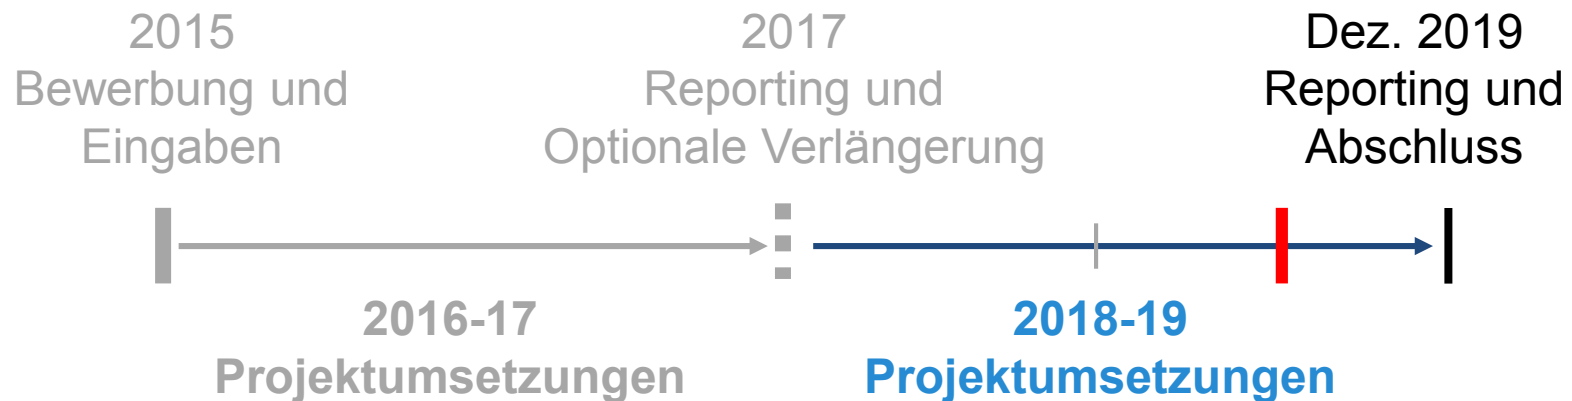 2015
Bewerbung und
Eingaben
2017
Reporting und
Optionale Verlängerung
Dez. 2019
Reporting und
Abschluss
2016-17
Projektumsetzungen
2018-19
Projektumsetzungen